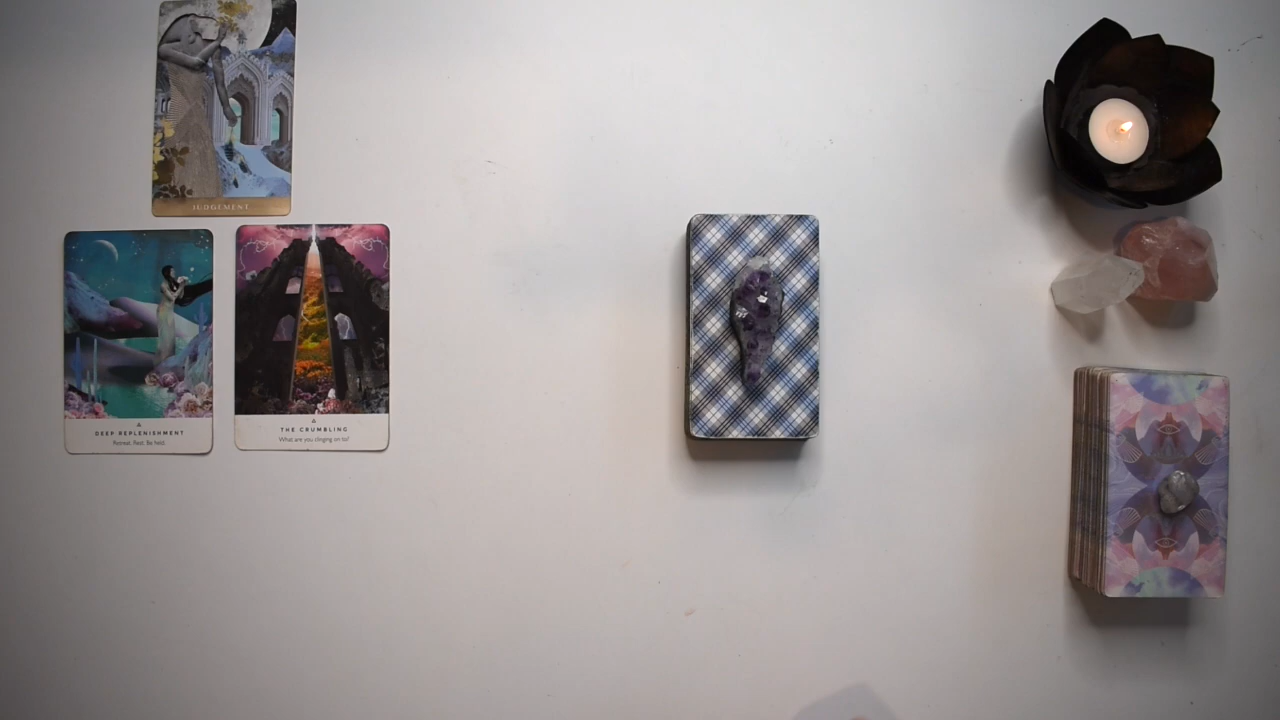 JUDGEMENT
DEEP REPLENISHMENT
Retreat. Rest. Be held.
THE CRUMBLING
What are you clinging on to?